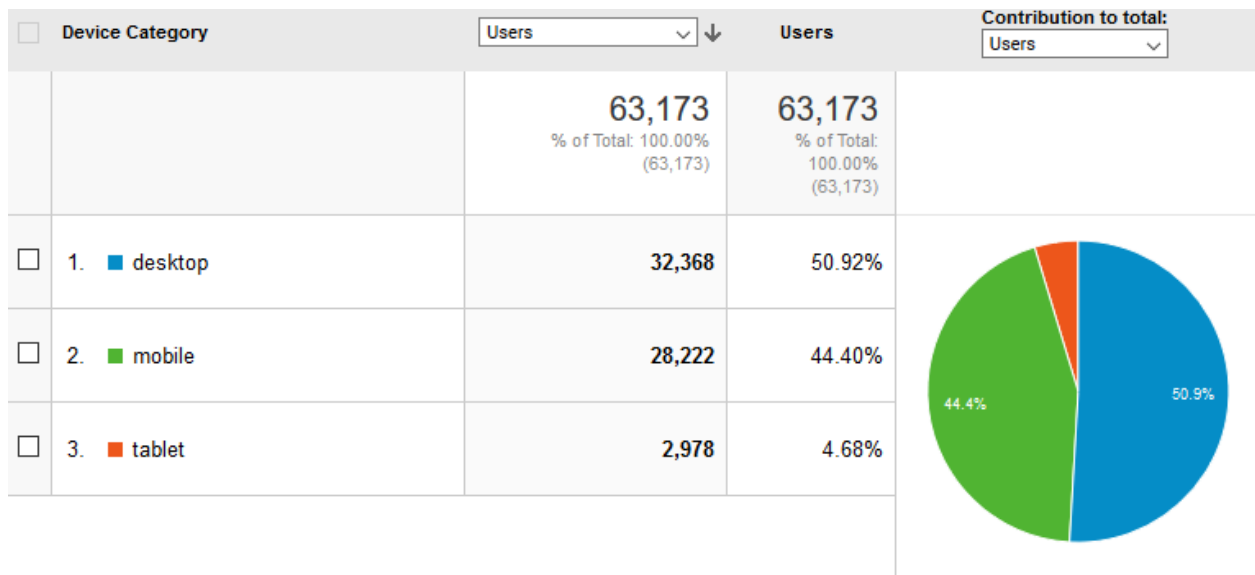 Device Category
Users
Users
Contribution to total:
Users
63,173
% of Total: 100.00%
(63,173)
63,173
% of Total:
100.00%
(63,173)
1. desktop 32,368 50.92%
2. mobile 28,222 44.40%
3. tablet 2,978 4.68%
50.9%
44.4%